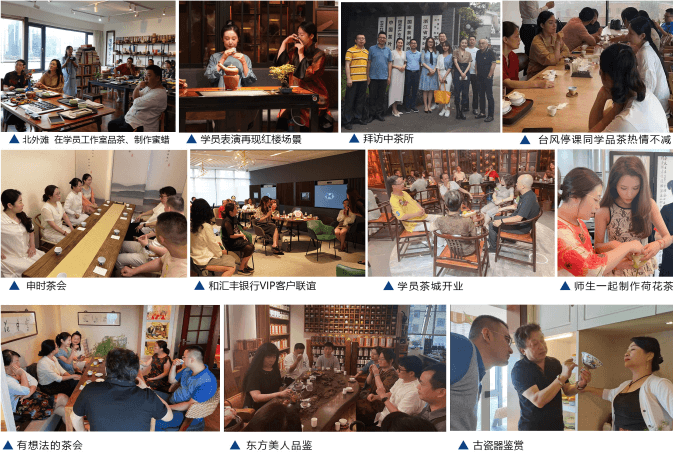 ▲ 北外滩 在学员工作室品茶、制作蜜蜡
▲ 学员表演再现红楼场景
▲ 拜访中茶所
▲ 台风停课同学品茶热情不减
▲ 申时茶会
▲ 和汇丰银行VIP客户联谊
▲ 学员茶城开业
▲ 师生一起制作荷花茶
▲ 有想法的茶会
▲ 东方美人品鉴
▲ 古瓷器鉴赏